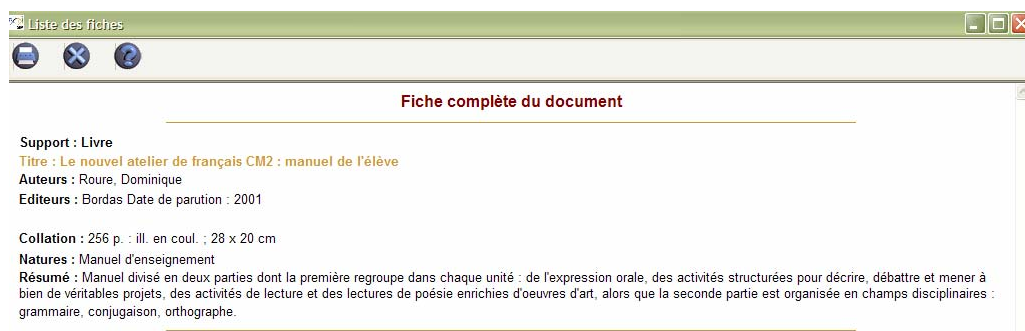 Liste des fiches
Fiche complète du document
Support : Livre
Titre : Le nouvel atelier de français CM2 : manuel de l'élève
Auteurs : Roure, Dominique
Editeurs : Bordas Date de parution : 2001
Collation : 256 p. : ill. en coul. ; 28 x 20 cm
Natures : Manuel d'enseignement
Résumé : Manuel divisé en deux parties dont la première regroupe dans chaque unité : de l'expression orale, des activités structurées pour décrire, débattre et mener à
bien de véritables projets, des activités de lecture et des lectures de poésie enrichies d'oeuvres d'art, alors que la seconde partie est organisée en champs disciplinaires :
grammaire, conjugaison, orthographe.